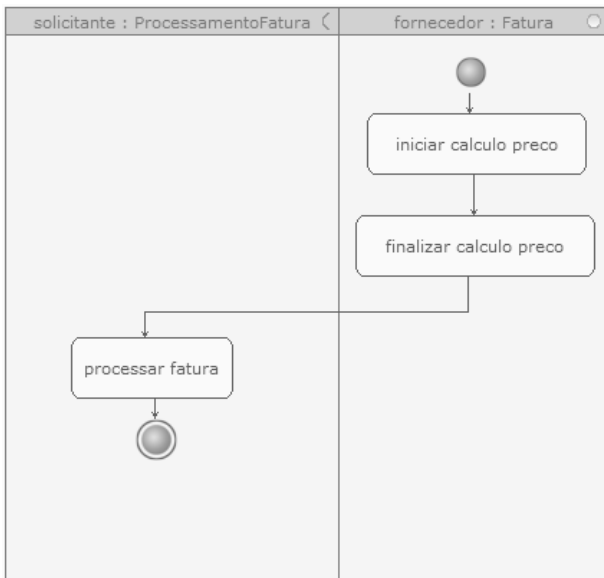 solicitante : ProcessamentoFatura
fornecedor : Fatura
iniciar calculo preco
finalizar calculo preco
processar fatura